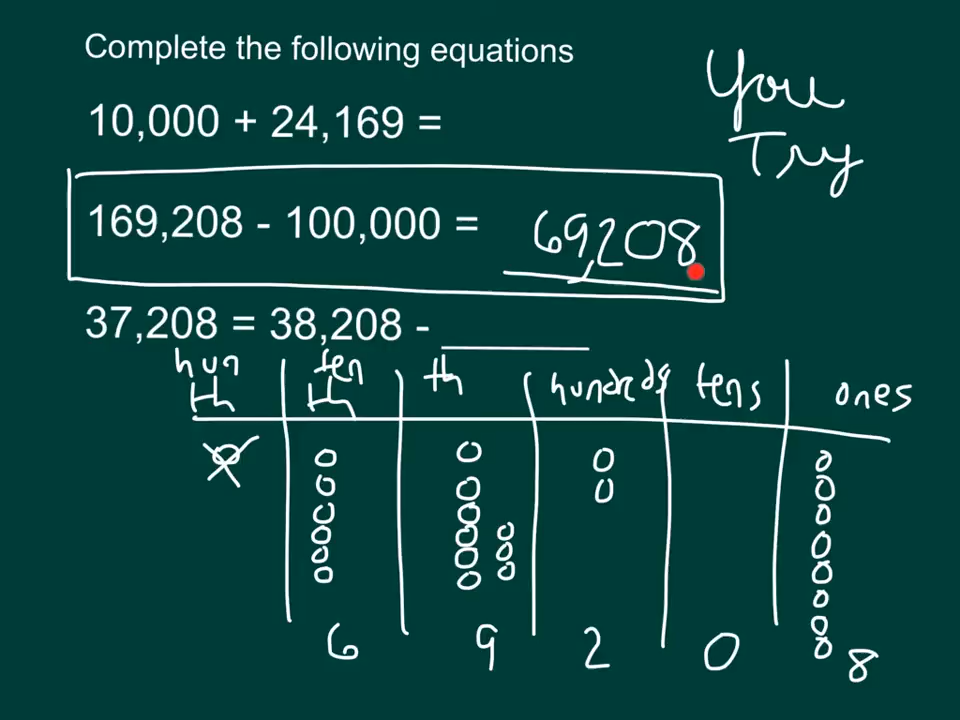 Complete the following equations
You
Try
10,000 + 24,169 =
169,208 - 100,000 = 69,208
37,208 = 38,208 - ________
hun ten th hundreds tens ones
th th
6 9 2 0 8